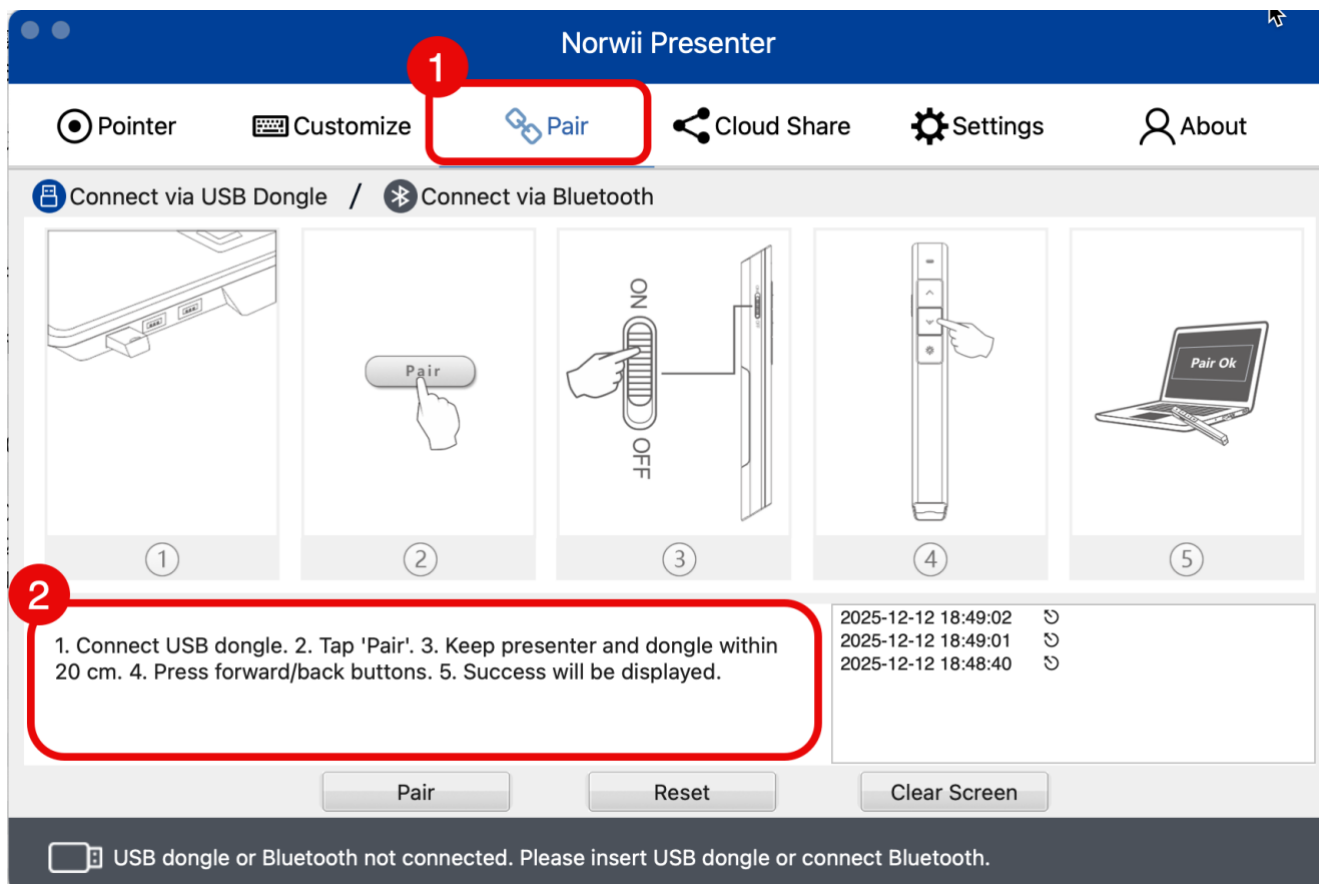 Norwii Presenter
1
Pointer
Customize
Pair
Cloud Share
Settings
About
Connect via USB Dongle / Connect via Bluetooth
Pair
ON
OFF
Pair Ok
1
2
3
4
5
2
1. Connect USB dongle. 2. Tap 'Pair'. 3. Keep presenter and dongle within
20 cm. 4. Press forward/back buttons. 5. Success will be displayed.
2025-12-12 18:49:02
2025-12-12 18:49:01
2025-12-12 18:48:40
Pair
Reset
Clear Screen
USB dongle or Bluetooth not connected. Please insert USB dongle or connect Bluetooth.